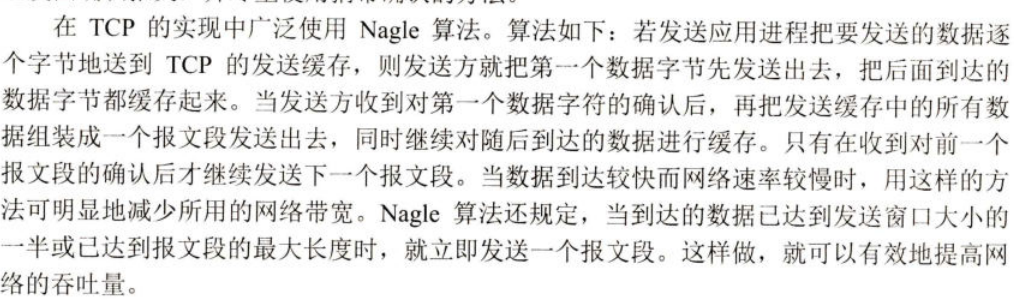 在 TCP 的实现中广泛使用 Nagle 算法。算法如下：若发送应用进程把要发送的数据逐
个字节地送到 TCP 的发送缓存，则发送方就把第一个数据字节先发送出去，把后面到达的
数据字节都缓存起来。当发送方收到对第一个数据字符的确认后，再把发送缓存中的所有数
据组装成一个报文段发送出去，同时继续对随后到达的数据进行缓存。只有在收到对前一个
报文段的确认后才继续发送下一个报文段。当数据到达较快而网络速率较慢时，用这样的方
法可明显地减少所用的网络带宽。Nagle 算法还规定，当到达的数据已达到发送窗口大小的
一半或已达到报文段的最大长度时，就立即发送一个报文段。这样做，就可以有效地提高网
络的吞吐量。